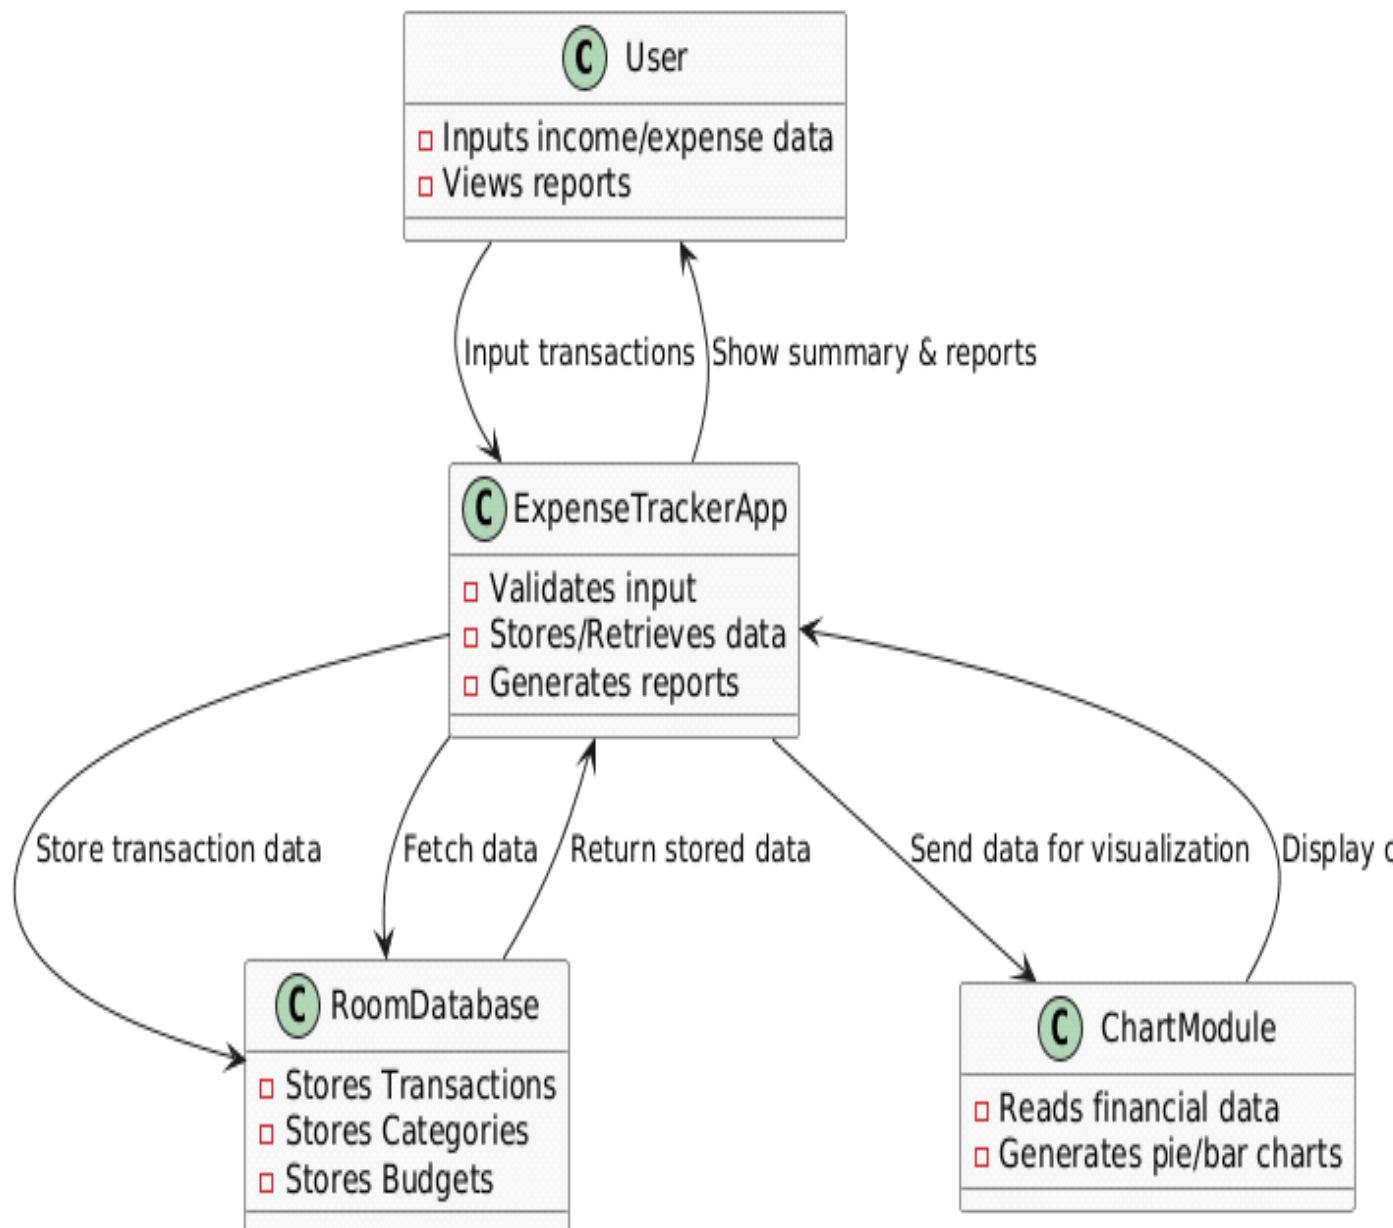 C User
Inputs income/expense data
Views reports
Input transactions
Show summary & reports
C ExpenseTrackerApp
Validates input
Stores/Retrieves data
Generates reports
Store transaction data
Fetch data
Return stored data
Send data for visualization
Display
C RoomDatabase
Stores Transactions
Stores Categories
Stores Budgets
C ChartModule
Reads financial data
Generates pie/bar charts